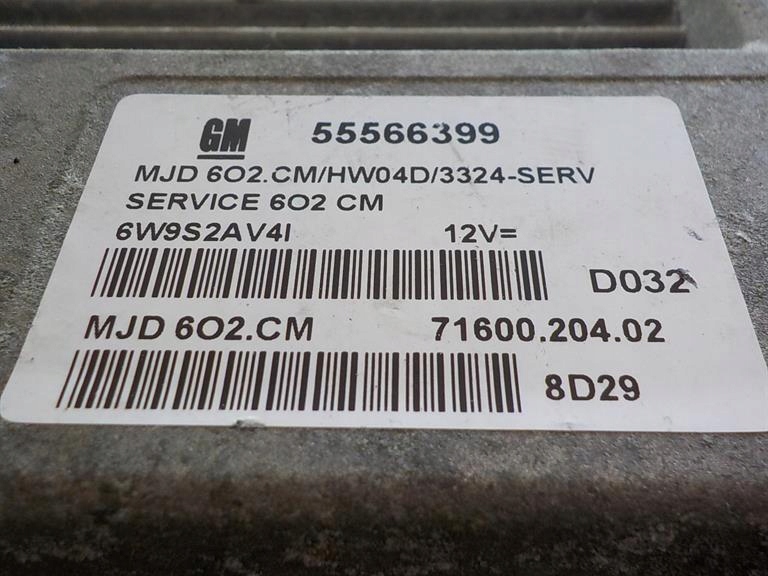 GM 55566399
MJD 6O2.CM/HW04D/3324-SERV
SERVICE 6O2 CM
6W9S2AV4I 12V=
D032
MJD 6O2.CM 71600.204.02
8D29